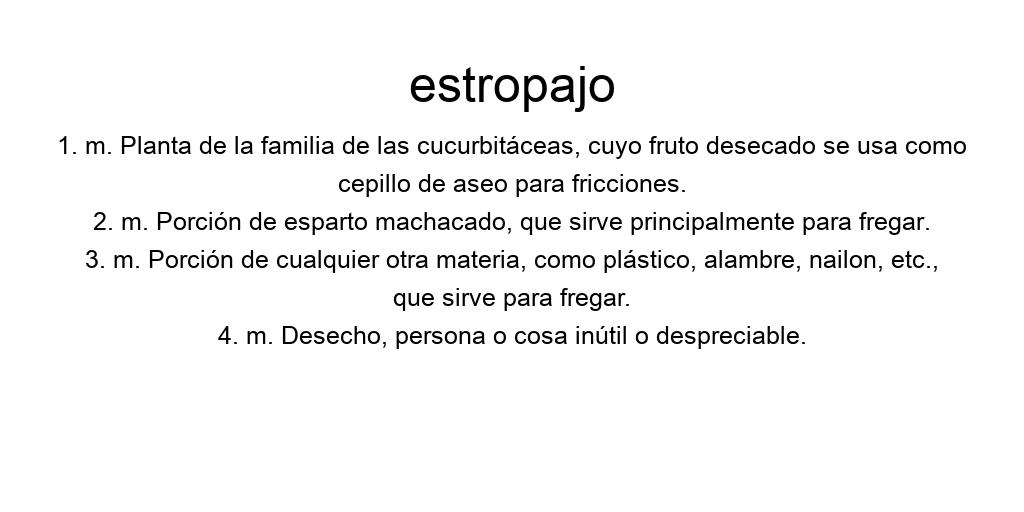 estropajo
1. m. Planta de la familia de las cucurbitáceas, cuyo fruto desecado se usa como
cepillo de aseo para fricciones.
2. m. Porción de esparto machacado, que sirve principalmente para fregar.
3. m. Porción de cualquier otra materia, como plástico, alambre, nailon, etc.,
que sirve para fregar.
4. m. Desecho, persona o cosa inútil o despreciable.